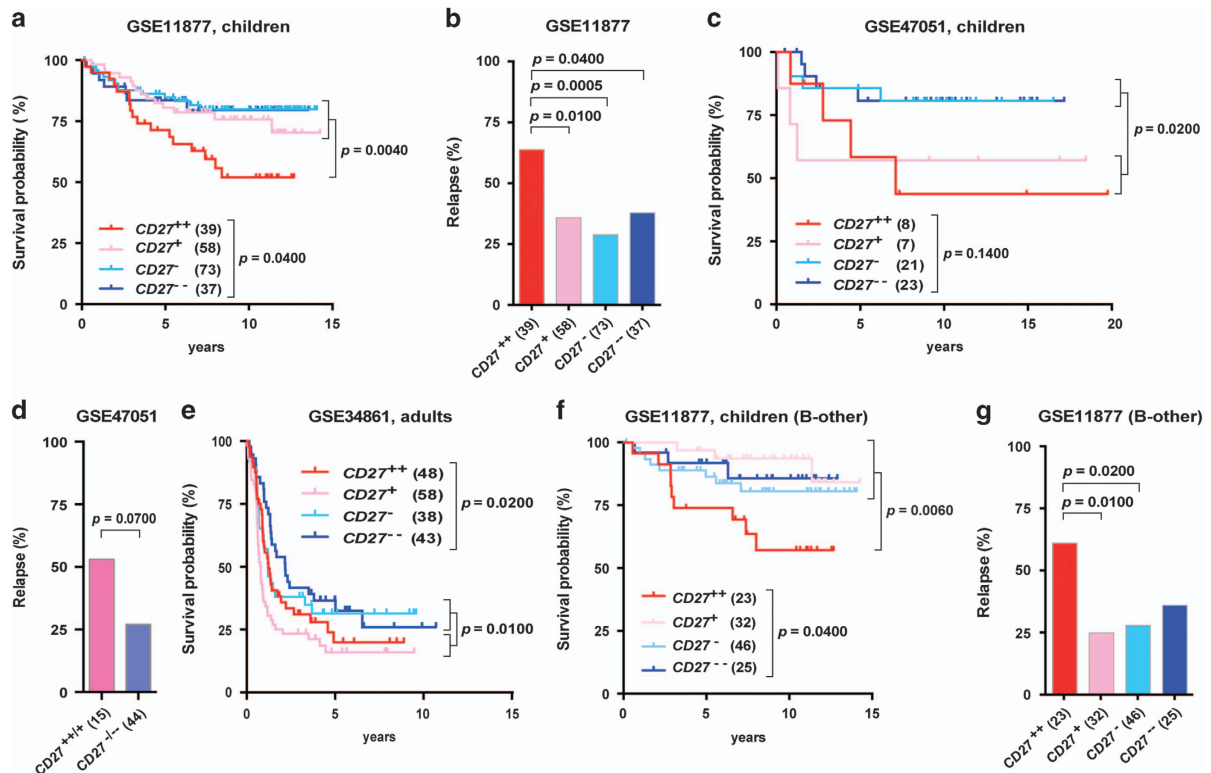 a
GSE11877, children
Survival probability (%)
100
75
50
25
0
0 5 10 15
years
CD27++ (39)
CD27+ (58)
CD27- (73)
CD27-- (37)
p = 0.0400
p = 0.0040
b
GSE11877
Relapse (%)
100
75
50
25
0
p = 0.0400
p = 0.0005
p = 0.0100
CD27++ (39)
CD27+ (58)
CD27- (73)
CD27-- (37)
c
GSE47051, children
Survival probability (%)
100
75
50
25
0
0 5 10 15 20
years
CD27++ (8)
CD27+ (7)
CD27- (21)
CD27-- (23)
p = 0.1400
p = 0.0200
d
GSE47051
Relapse (%)
100
75
50
25
0
p = 0.0700
CD27++/+ (15)
CD27-/-- (44)
e
GSE34861, adults
Survival probability (%)
100
75
50
25
0
0 5 10 15
years
CD27++ (48)
CD27+ (58)
CD27- (38)
CD27-- (43)
p = 0.0200
p = 0.0100
f
GSE11877, children (B-other)
Survival probability (%)
100
75
50
25
0
0 5 10 15
years
CD27++ (23)
CD27+ (32)
CD27- (46)
CD27-- (25)
p = 0.0400
p = 0.0060
g
GSE11877 (B-other)
Relapse (%)
100
75
50
25
0
p = 0.0200
p = 0.0100
CD27++ (23)
CD27+ (32)
CD27- (46)
CD27-- (25)